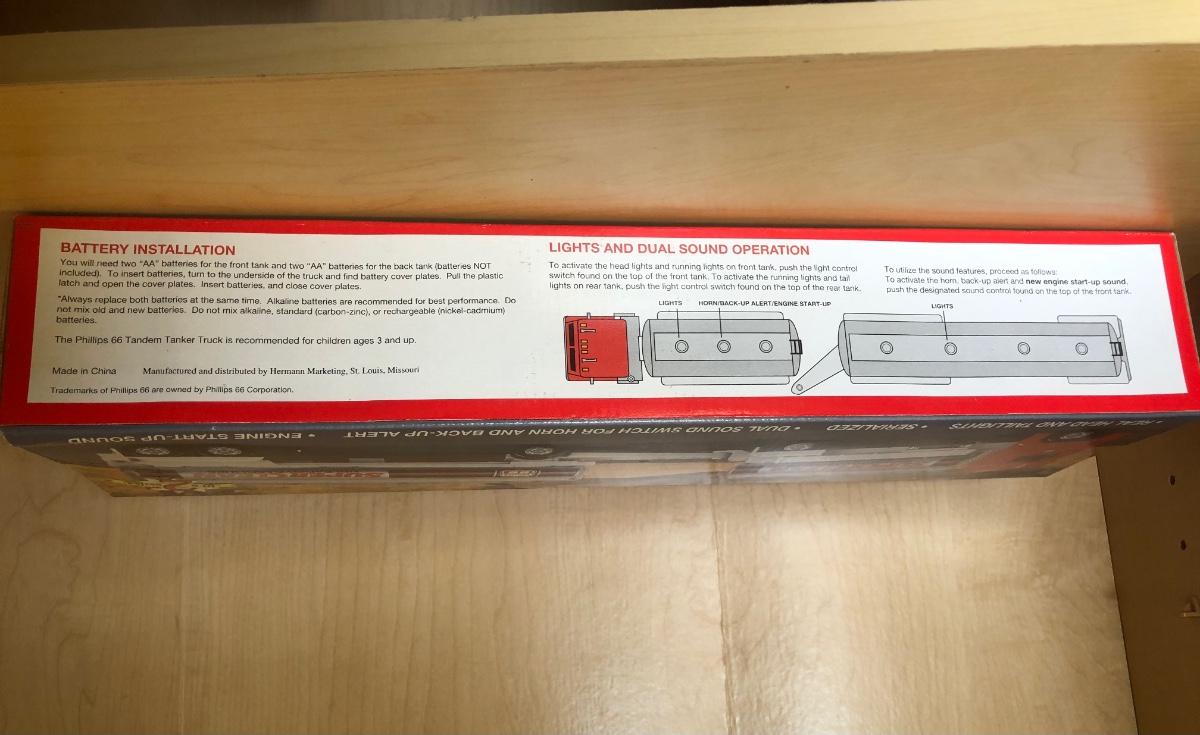 BATTERY INSTALLATION
You will need two "AA" batteries for the front tank and two "AA" batteries for the back tank (batteries NOT
included). To insert batteries, turn to the underside of the truck and find battery cover plates. Pull the plastic
latch and open the cover plates. Insert batteries, and close cover plates.
*Always replace both batteries at the same time. Alkaline batteries are recommended for best performance. Do
not mix old and new batteries. Do not mix alkaline, standard (carbon-zinc), or rechargeable (nickel-cadmium)
batteries.
The Phillips 66 Tandem Tanker Truck is recommended for children ages 3 and up.
Made in China Manufactured and distributed by Hermann Marketing, St. Louis, Missouri
Trademarks of Phillips 66 are owned by Phillips 66 Corporation.
LIGHTS AND DUAL SOUND OPERATION
To activate the head lights and running lights on front tank, push the light control
switch found on the top of the front tank. To activate the running lights and tail
lights on rear tank, push the light control switch found on the top of the rear tank.
To utilize the sound features, proceed as follows:
To activate the horn, back-up alert and new engine start-up sound,
push the designated sound control found on the top of the front tank.
LIGHTS HORN/BACK-UP ALERT/ENGINE START-UP
LIGHTS
• REAL HEAD AND TAILLIGHTS • SERIALIZED • DUAL SOUND SWITCH FOR HORN AND BACK-UP ALERT • ENGINE START-UP SOUND